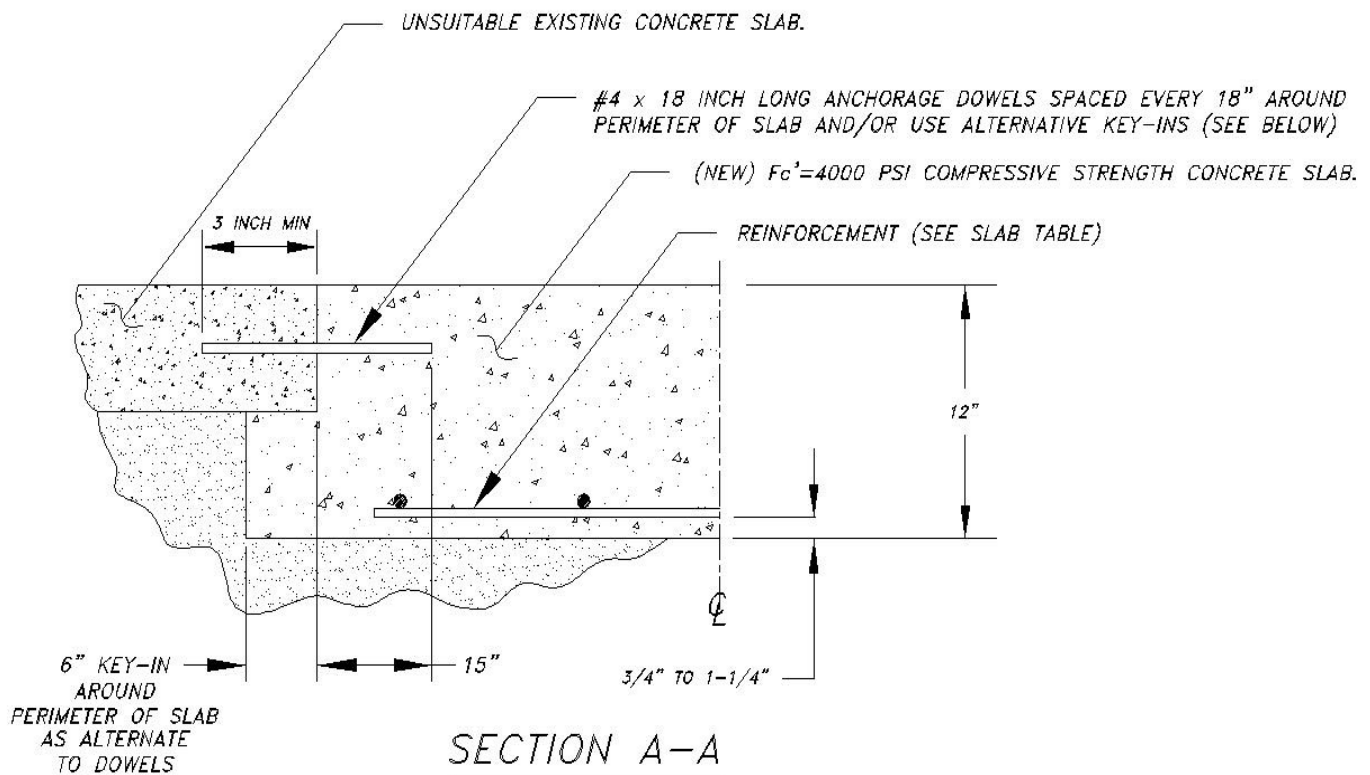 UNSUITABLE EXISTING CONCRETE SLAB.
#4 x 18 INCH LONG ANCHORAGE DOWELS SPACED EVERY 18" AROUND
PERIMETER OF SLAB AND/OR USE ALTERNATIVE KEY-INS (SEE BELOW)
(NEW) Fc'=4000 PSI COMPRESSIVE STRENGTH CONCRETE SLAB.
3 INCH MIN
REINFORCEMENT (SEE SLAB TABLE)
12"
℄
6" KEY-IN
AROUND
PERIMETER OF SLAB
AS ALTERNATE
TO DOWELS
15"
3/4" TO 1-1/4"
SECTION A-A